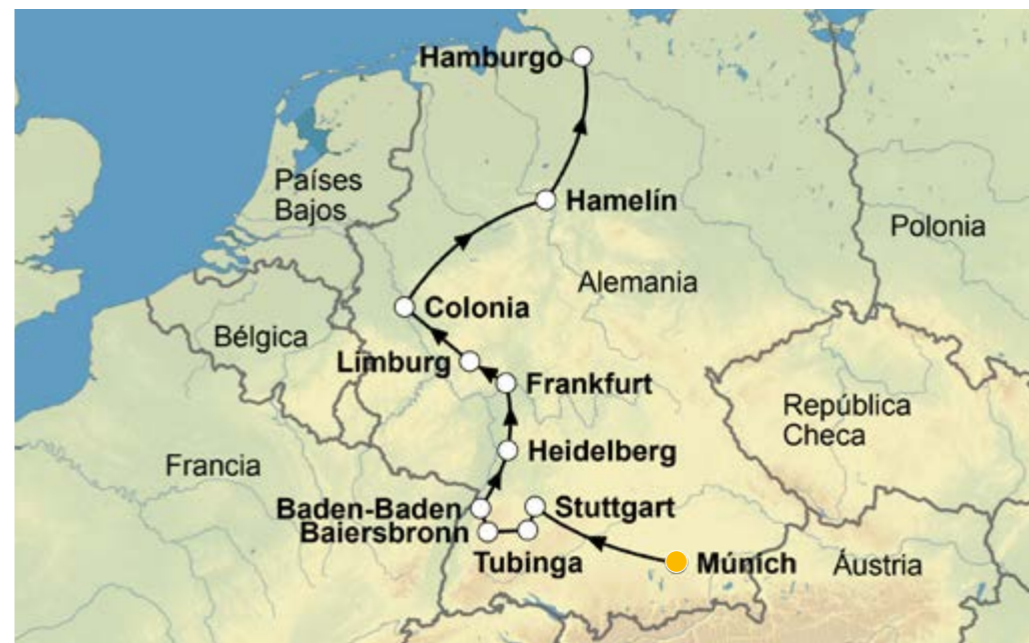 Hamburgo
Países
Bajos
Hamelín
Polonia
Alemania
Colonia
Bélgica
Limburg
Frankfurt
República
Checa
Heidelberg
Francia
Baden-Baden
Stuttgart
Baiersbronn
Tubinga
Múnich
Áustria